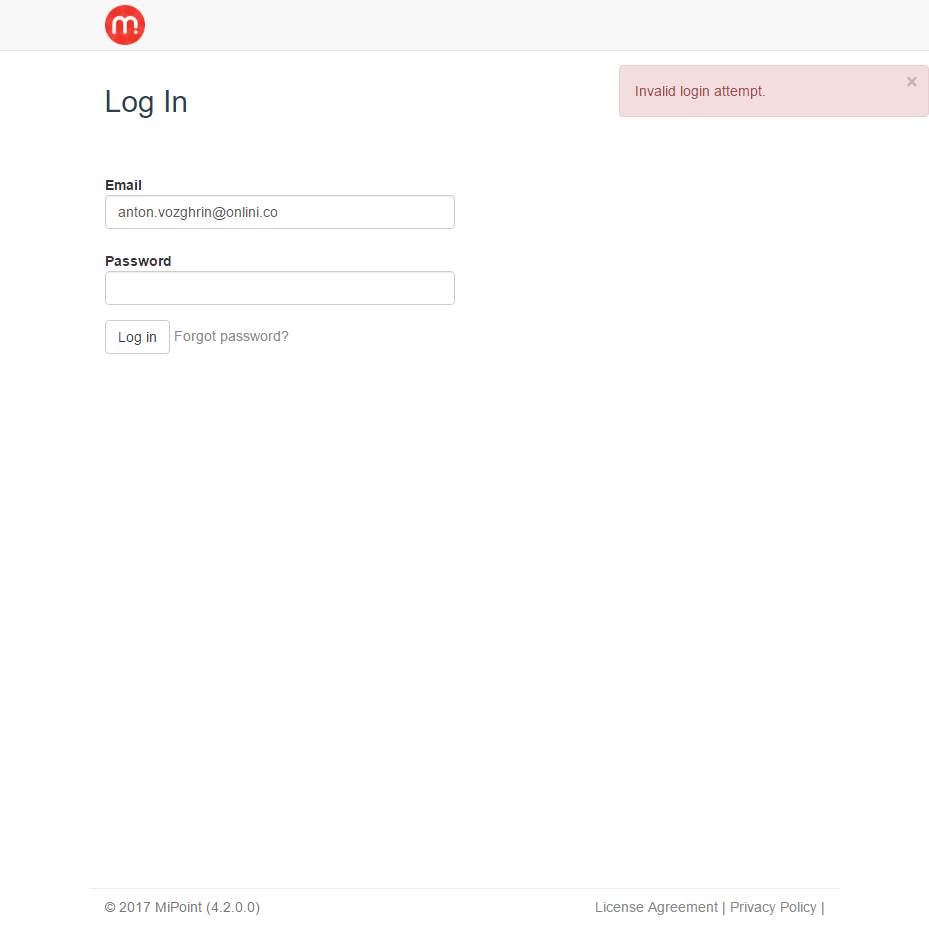 m
Invalid login attempt.
×
Log In
Email
anton.vozghrin@onlini.co
Password
Log in Forgot password?
© 2017 MiPoint (4.2.0.0)
License Agreement | Privacy Policy |